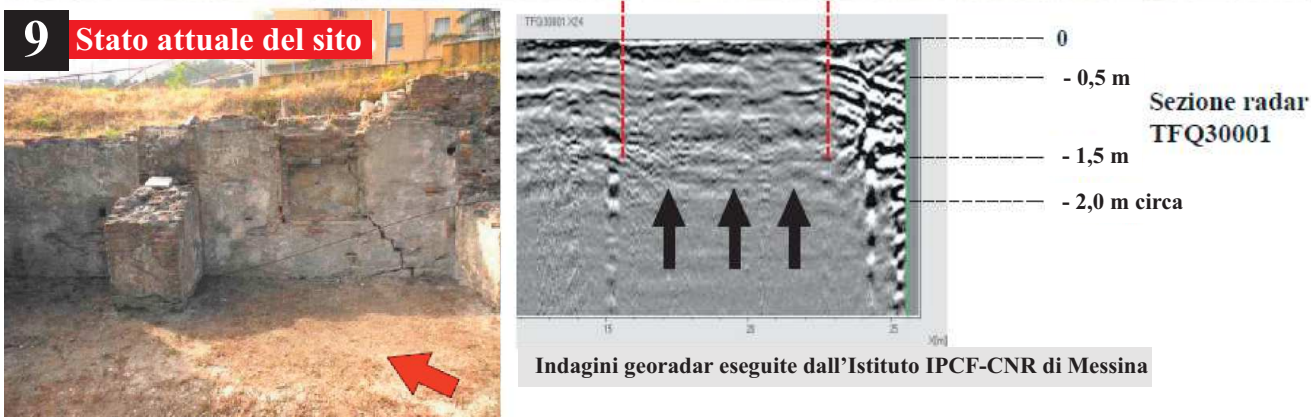 9 Stato attuale del sito
TFQ30001.X24
0
- 0,5 m
Sezione radar
TFQ30001
- 1,5 m
- 2,0 m circa
15
20
25
X[m]
Indagini georadar eseguite dall'Istituto IPCF-CNR di Messina